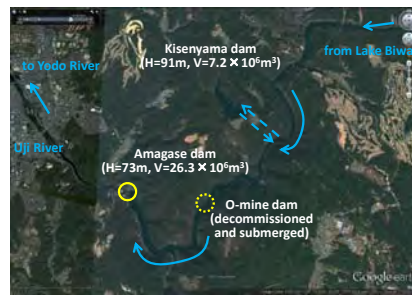 Kisenyama dam
(H=91m, V=7.2 × 10⁶m³)
from Lake Biwa
to Yodo River
Uji River
Amagase dam
(H=73m, V=26.3 × 10⁶m³)
O-mine dam
(decommissioned
and submerged)
Google earth